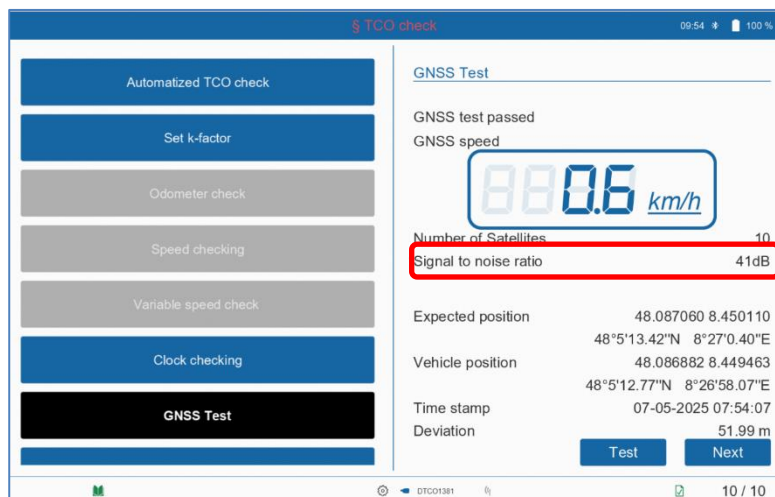 § TCO check
09:54
100 %
Automatized TCO check
Set k-factor
Odometer check
Speed checking
Variable speed check
Clock checking
GNSS Test
GNSS Test
GNSS test passed
GNSS speed
0.6 km/h
Number of Satellites 10
Signal to noise ratio 41dB
Expected position 48.087060 8.450110
48°5'13.42"N 8°27'0.40"E
Vehicle position 48.086882 8.449463
48°5'12.77"N 8°26'58.07"E
Time stamp 07-05-2025 07:54:07
Deviation 51.99 m
Test Next
DTCO1381
10 / 10